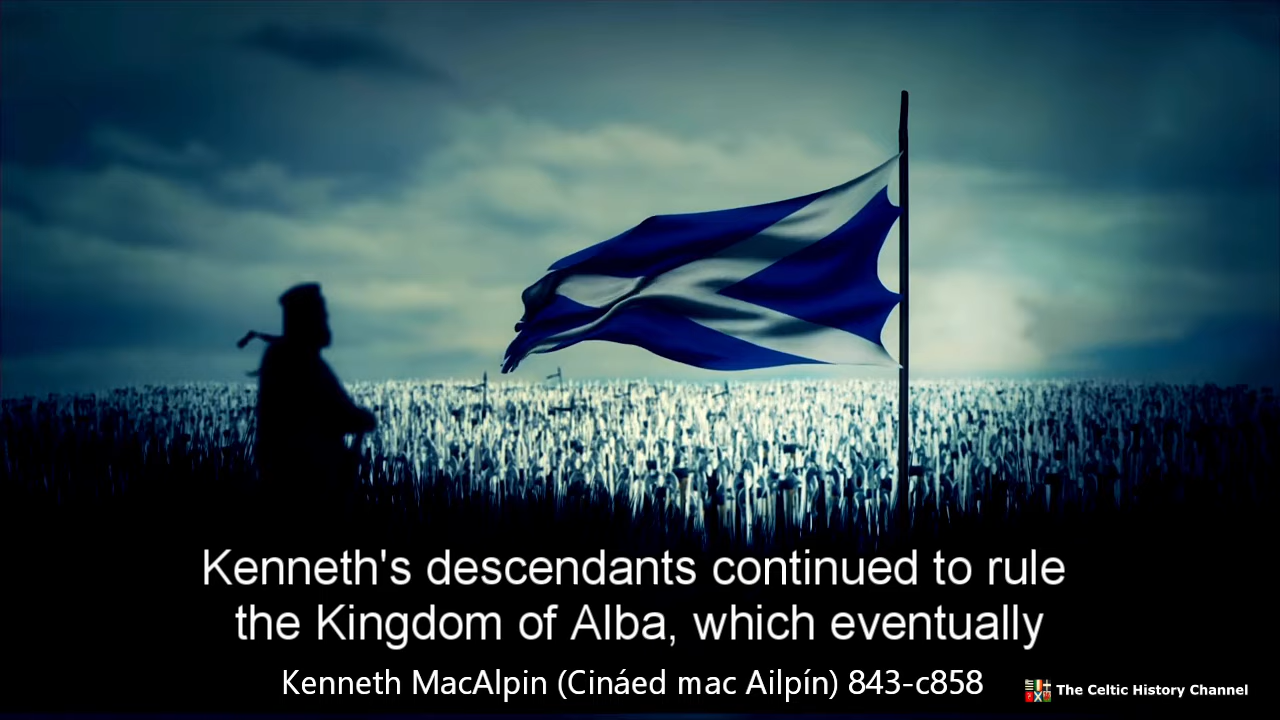 Kenneth's descendants continued to rule
the Kingdom of Alba, which eventually
Kenneth MacAlpin (Cináed mac Ailpín) 843-c858
The Celtic History Channel